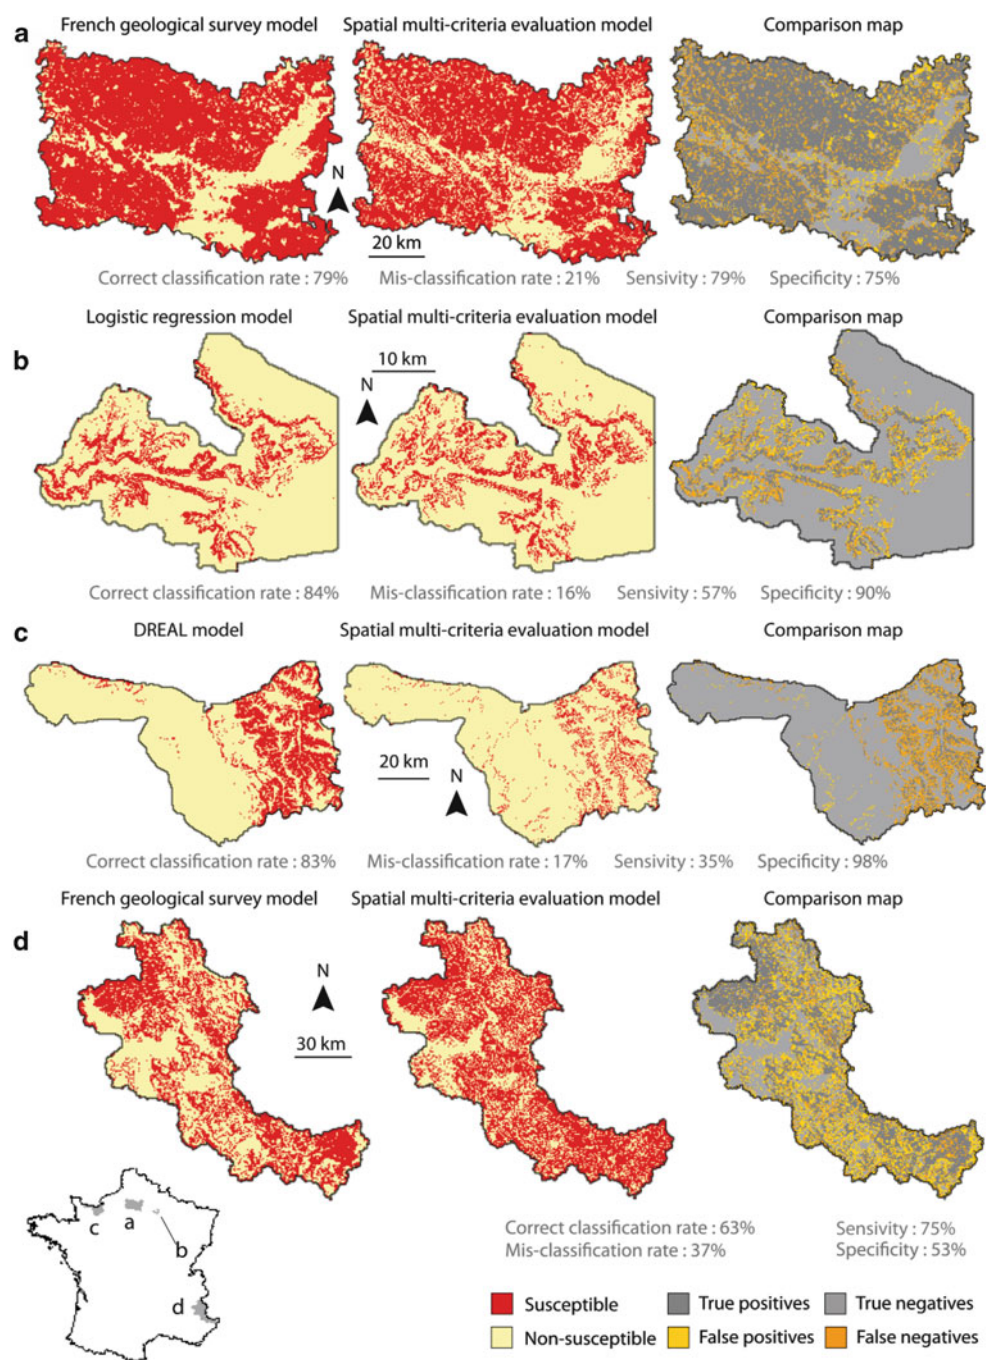 a
French geological survey model
Spatial multi-criteria evaluation model
Comparison map
N
20 km
Correct classification rate : 79%
Mis-classification rate : 21%
Sensivity : 79%
Specificity : 75%
b
Logistic regression model
Spatial multi-criteria evaluation model
Comparison map
10 km
N
Correct classification rate : 84%
Mis-classification rate : 16%
Sensivity : 57%
Specificity : 90%
c
DREAL model
Spatial multi-criteria evaluation model
Comparison map
20 km
N
Correct classification rate : 83%
Mis-classification rate : 17%
Sensivity : 35%
Specificity : 98%
d
French geological survey model
Spatial multi-criteria evaluation model
Comparison map
N
30 km
c
a
b
d
Correct classification rate : 63%
Sensivity : 75%
Mis-classification rate : 37%
Specificity : 53%
Susceptible
True positives
True negatives
Non-susceptible
False positives
False negatives